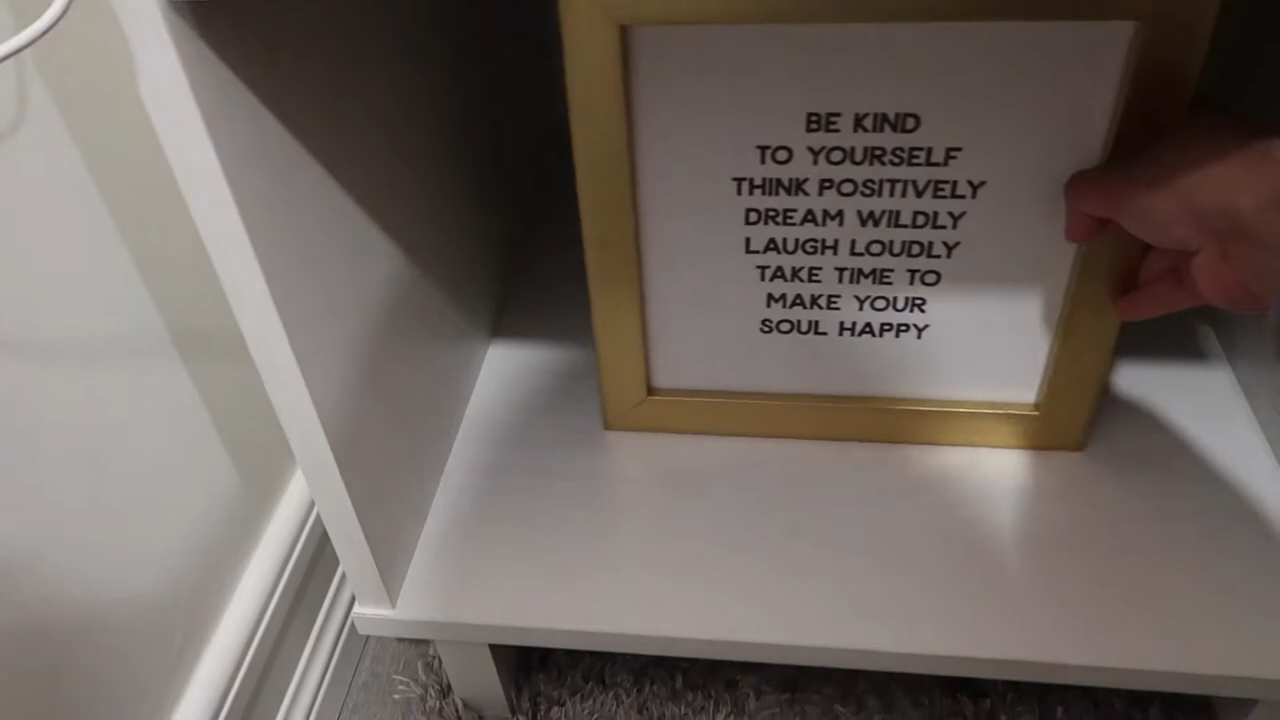 BE KIND
TO YOURSELF
THINK POSITIVELY
DREAM WILDLY
LAUGH LOUDLY
TAKE TIME TO
MAKE YOUR
SOUL HAPPY